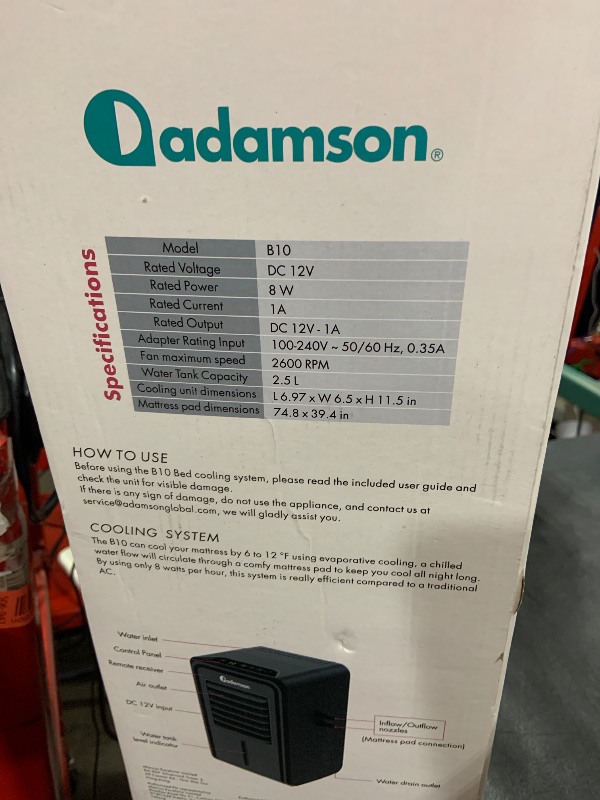 adamson®
Specifications
Model B10
Rated Voltage DC 12V
Rated Power 8 W
Rated Current 1A
Rated Output DC 12V - 1A
Adapter Rating Input 100-240V ~ 50/60 Hz, 0.35A
Fan maximum speed 2600 RPM
Water Tank Capacity 2.5 L
Cooling unit dimensions L 6.97 x W 6.5 x H 11.5 in
Mattress pad dimensions 74.8 x 39.4 in
HOW TO USE
Before using the B10 Bed cooling system, please read the included user guide and
check the unit for visible damage.
If there is any sign of damage, do not use the appliance, and contact us at
service@adamsonglobal.com, we will gladly assist you.
COOLING SYSTEM
The B10 can cool your mattress by 6 to 12 °F using evaporative cooling, a chilled
water flow will circulate through a comfy mattress pad to keep you cool all night long.
By using only 8 watts per hour, this system is really efficient compared to a traditional
AC.
Water inlet
Control Panel
Remote receiver
Air outlet
DC 12V input
Water tank
level indicator
adamson
Inflow/Outflow
nozzles
(Mattress pad connection)
Water drain outlet